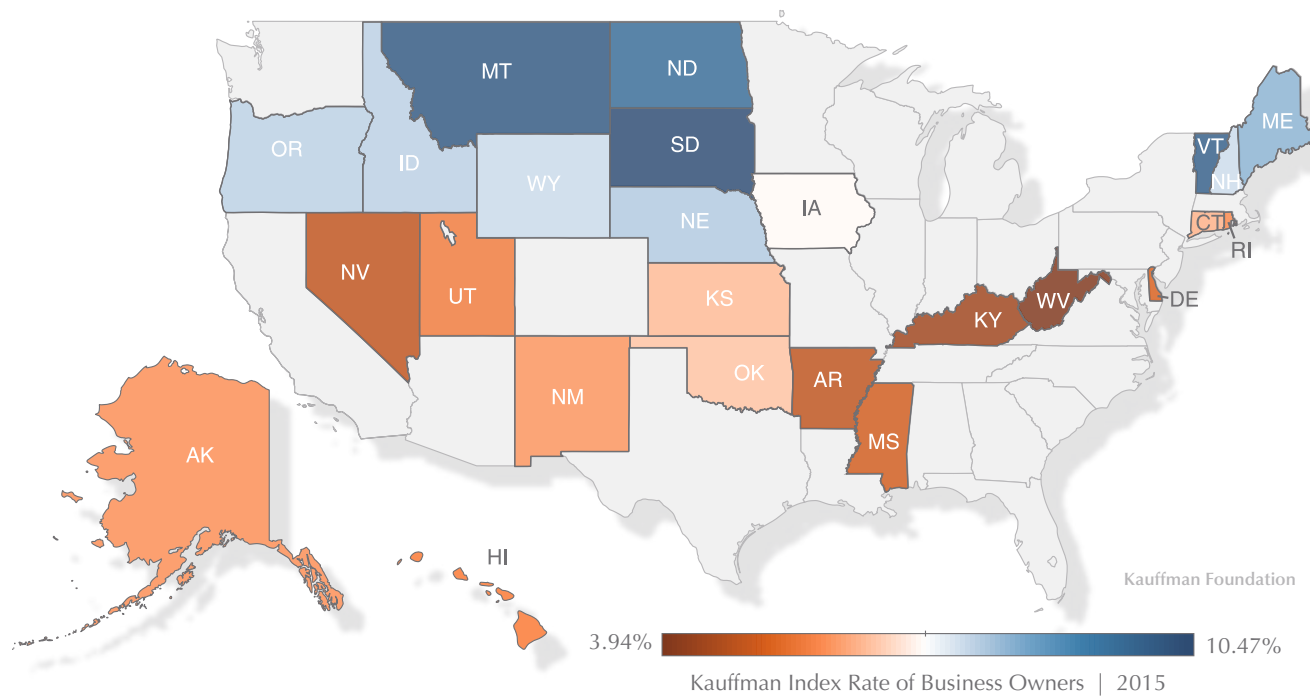 MT
ND
ME
VT
OR
SD
ID
WY
NH
IA
NE
CT
RI
NV
UT
KS
WV
DE
KY
OK
AR
NM
MS
AK
HI
Kauffman Foundation
3.94%
10.47%
Kauffman Index Rate of Business Owners | 2015